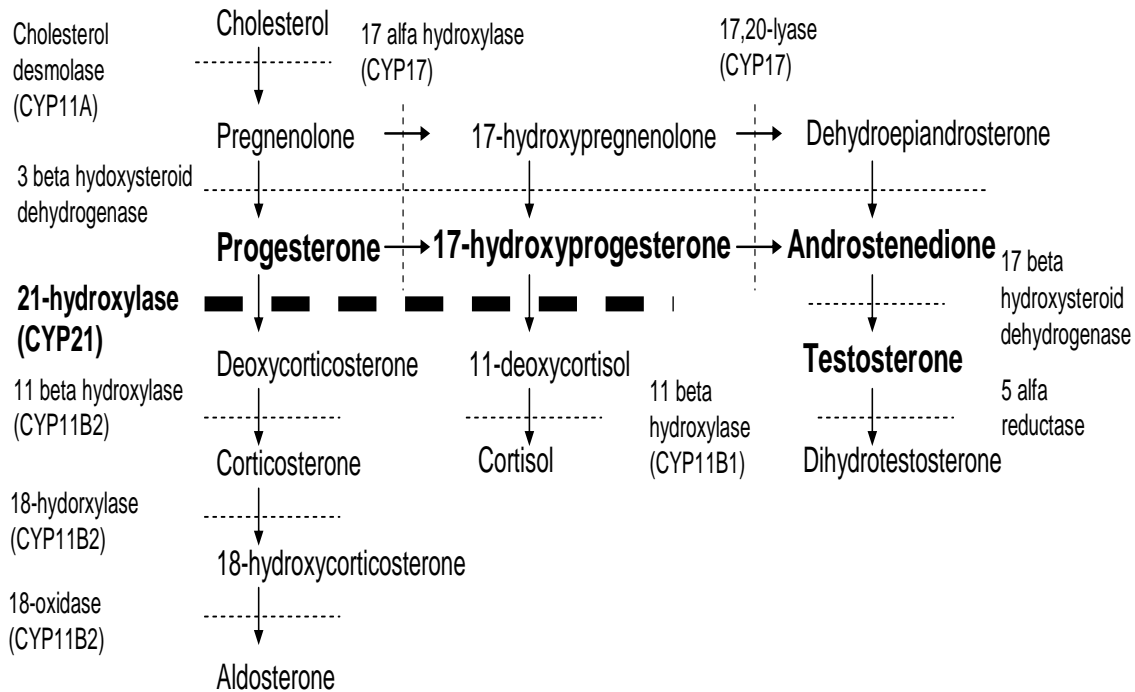 Cholesterol
desmolase
(CYP11A)
Cholesterol
17 alfa hydroxylase
(CYP17)
17,20-lyase
(CYP17)
Pregnenolone
17-hydroxypregnenolone
Dehydroepiandrosterone
3 beta hydoxysteroid
dehydrogenase
Progesterone
17-hydroxyprogesterone
Androstenedione
17 beta
hydroxysteroid
dehydrogenase
21-hydroxylase
(CYP21)
Deoxycorticosterone
11-deoxycortisol
Testosterone
11 beta hydroxylase
(CYP11B2)
11 beta
hydroxylase
(CYP11B1)
5 alfa
reductase
Corticosterone
Cortisol
Dihydrotestosterone
18-hydorxylase
(CYP11B2)
18-hydroxycorticosterone
18-oxidase
(CYP11B2)
Aldosterone